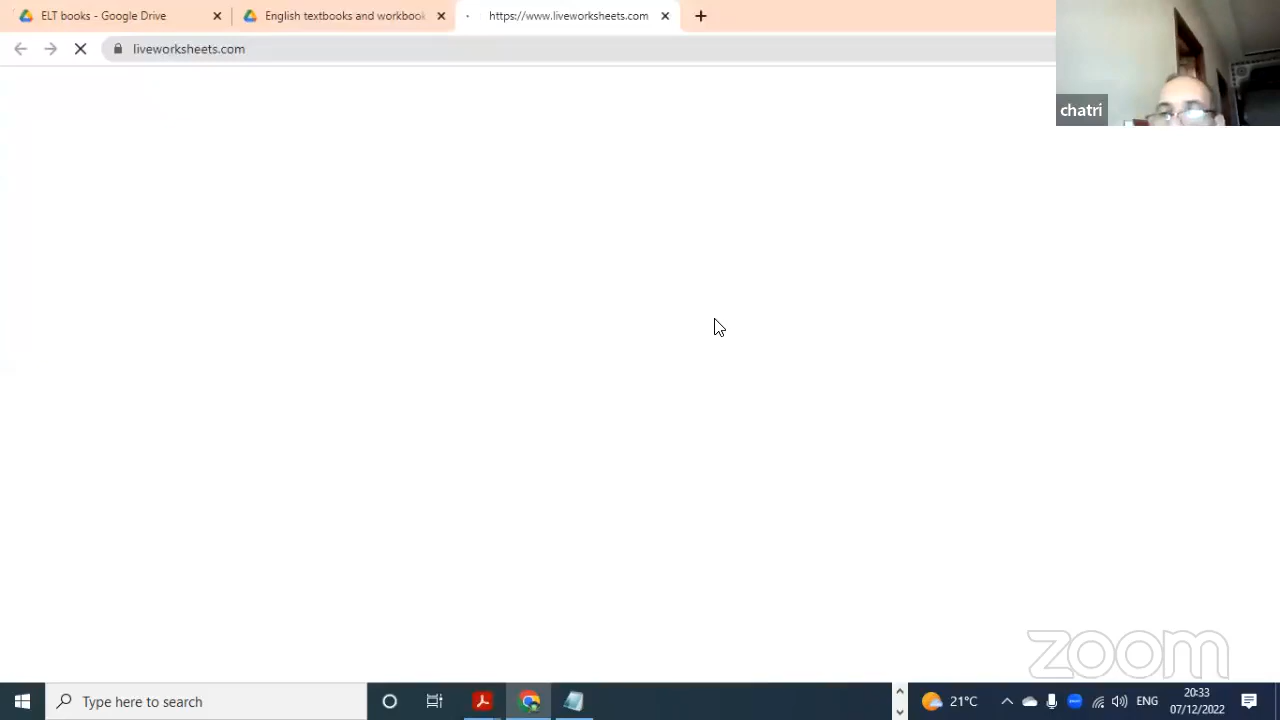 ELT books - Google Drive
English textbooks and workbook
https://www.liveworksheets.com
liveworksheets.com
chatri
zoom
Type here to search
21°C
ENG
20:33
07/12/2022